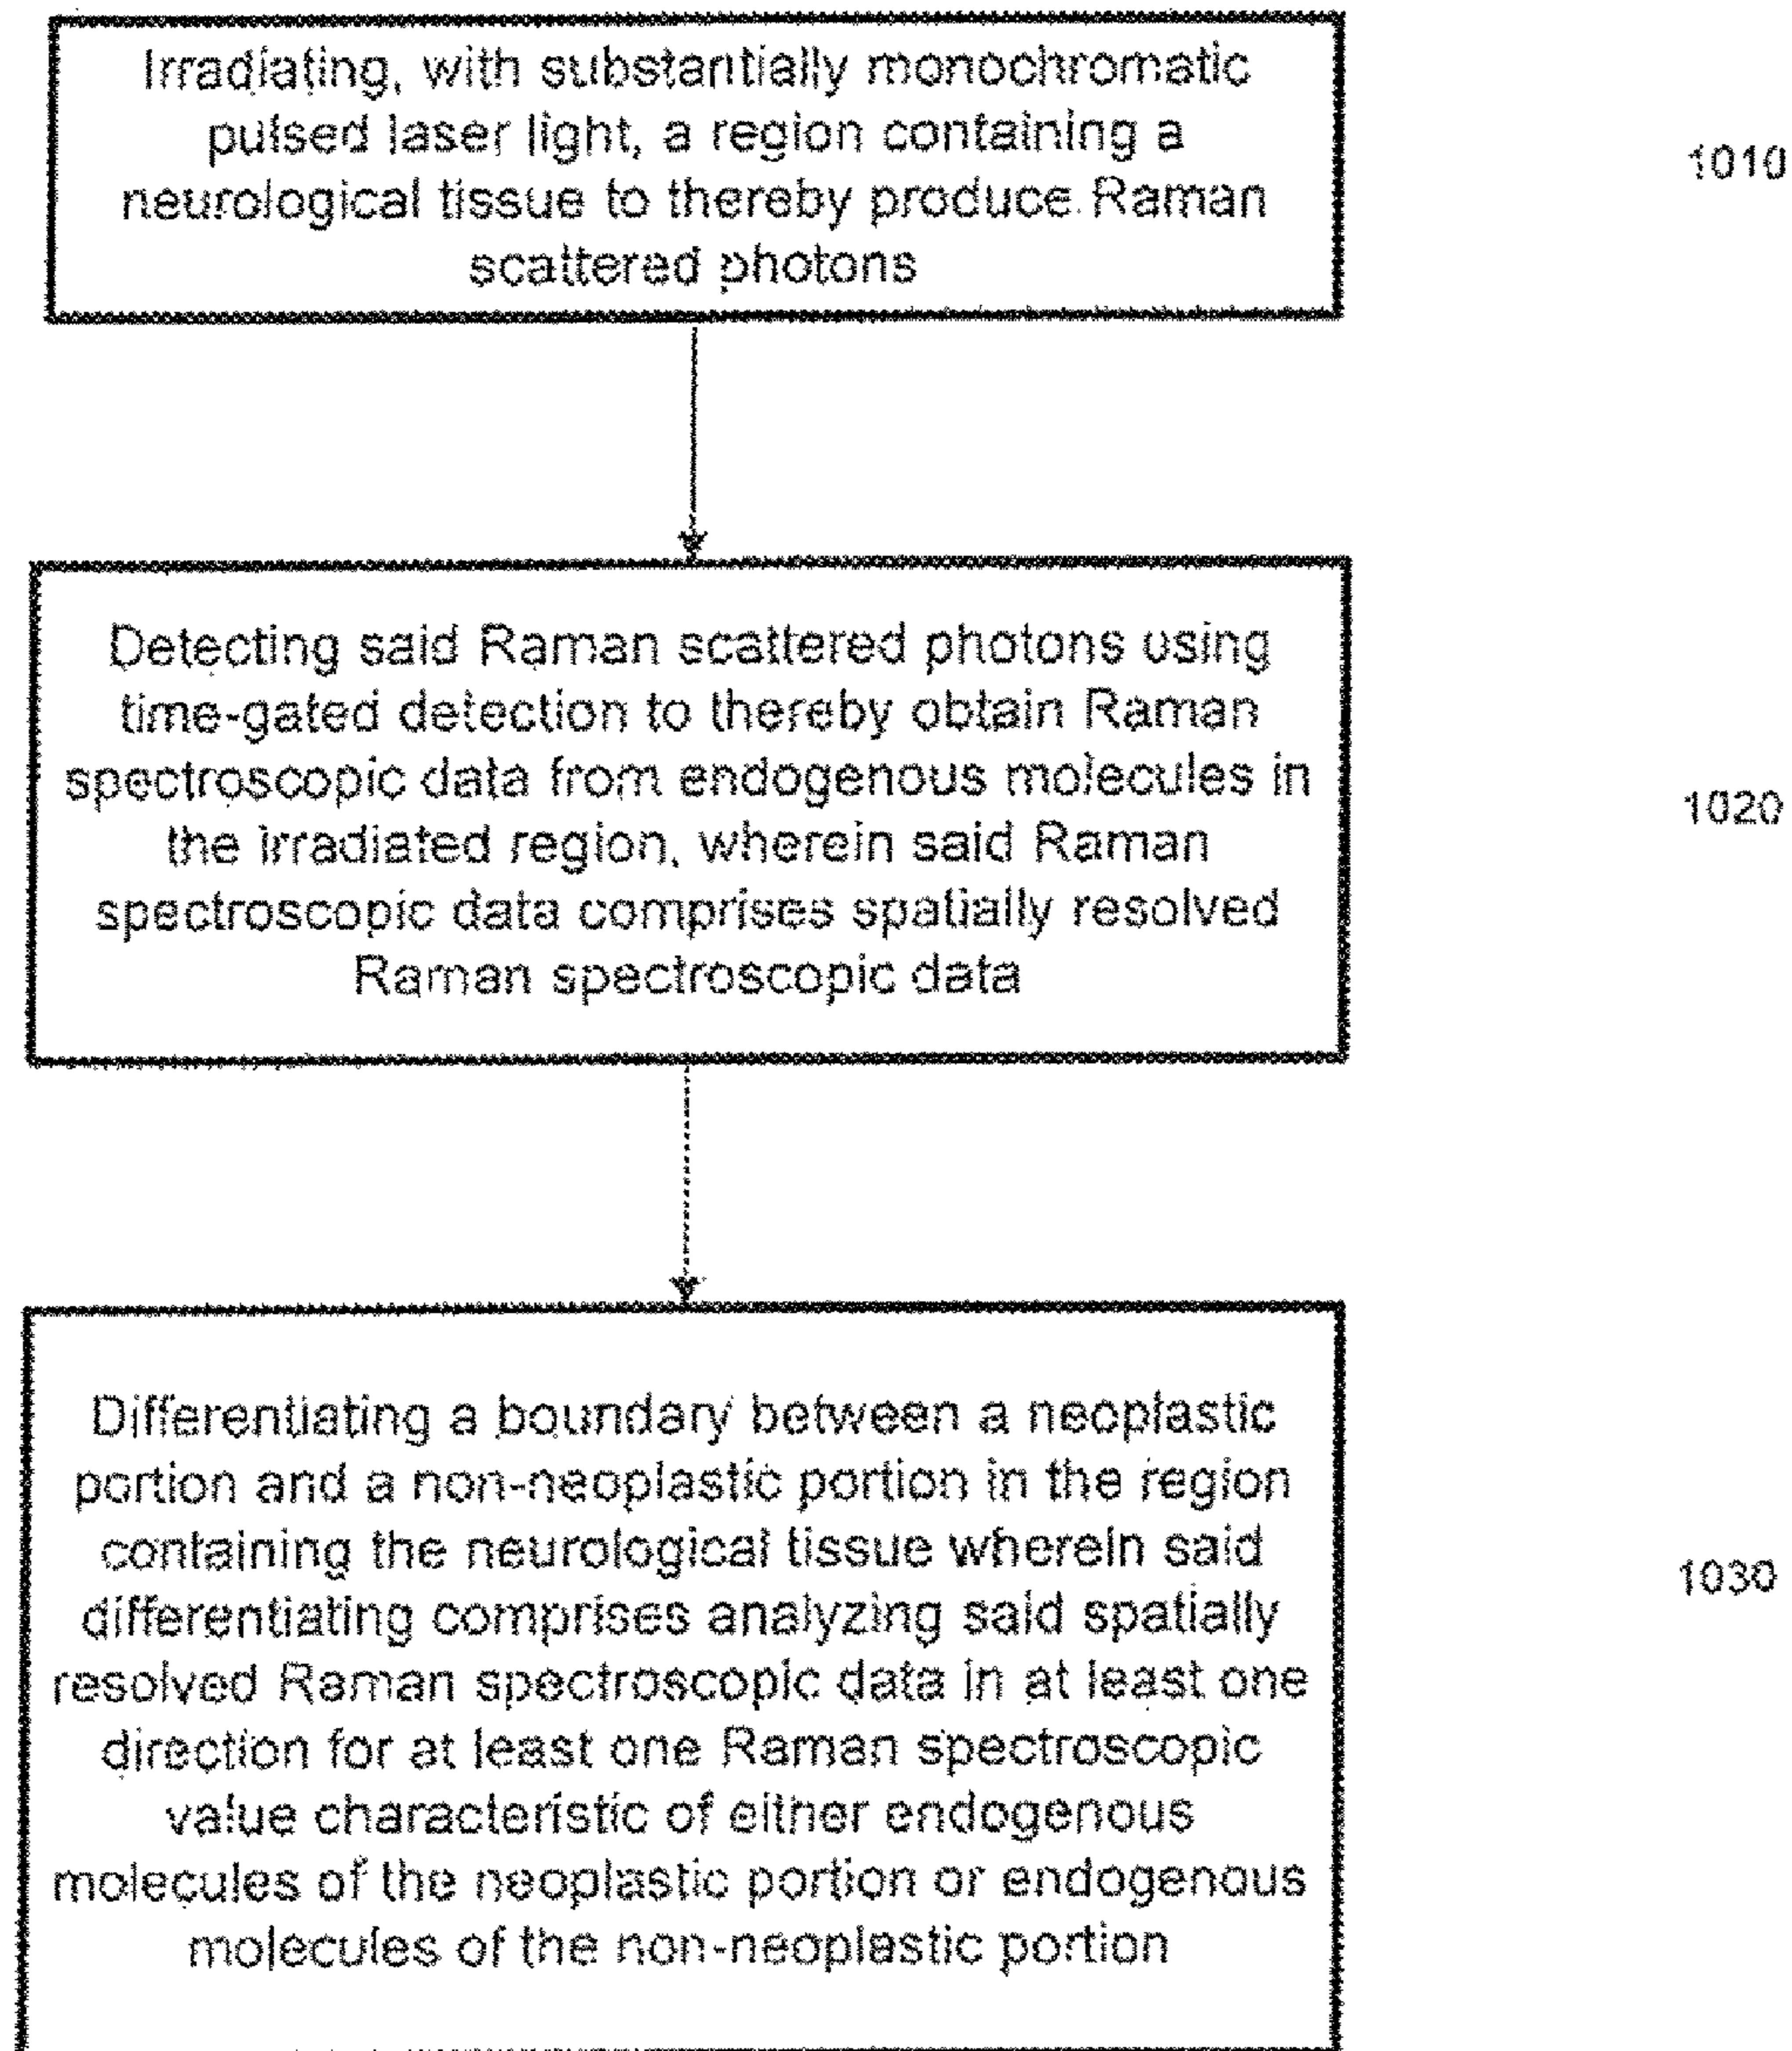 Irradiating, with substantially monochromatic
pulsed laser light, a region containing a
neurological tissue to thereby produce Raman
scattered photons
1010
Detecting said Raman scattered photons using
time-gated detection to thereby obtain Raman
spectroscopic data from endogenous molecules in
the irradiated region, wherein said Raman
spectroscopic data comprises spatially resolved
Raman spectroscopic data
1020
Differentiating a boundary between a neoplastic
portion and a non-neoplastic portion in the region
containing the neurological tissue wherein said
differentiating comprises analyzing said spatially
resolved Raman spectroscopic data in at least one
direction for at least one Raman spectroscopic
value characteristic of either endogenous
molecules of the neoplastic portion or endogenous
molecules of the non-neoplastic portion
1030